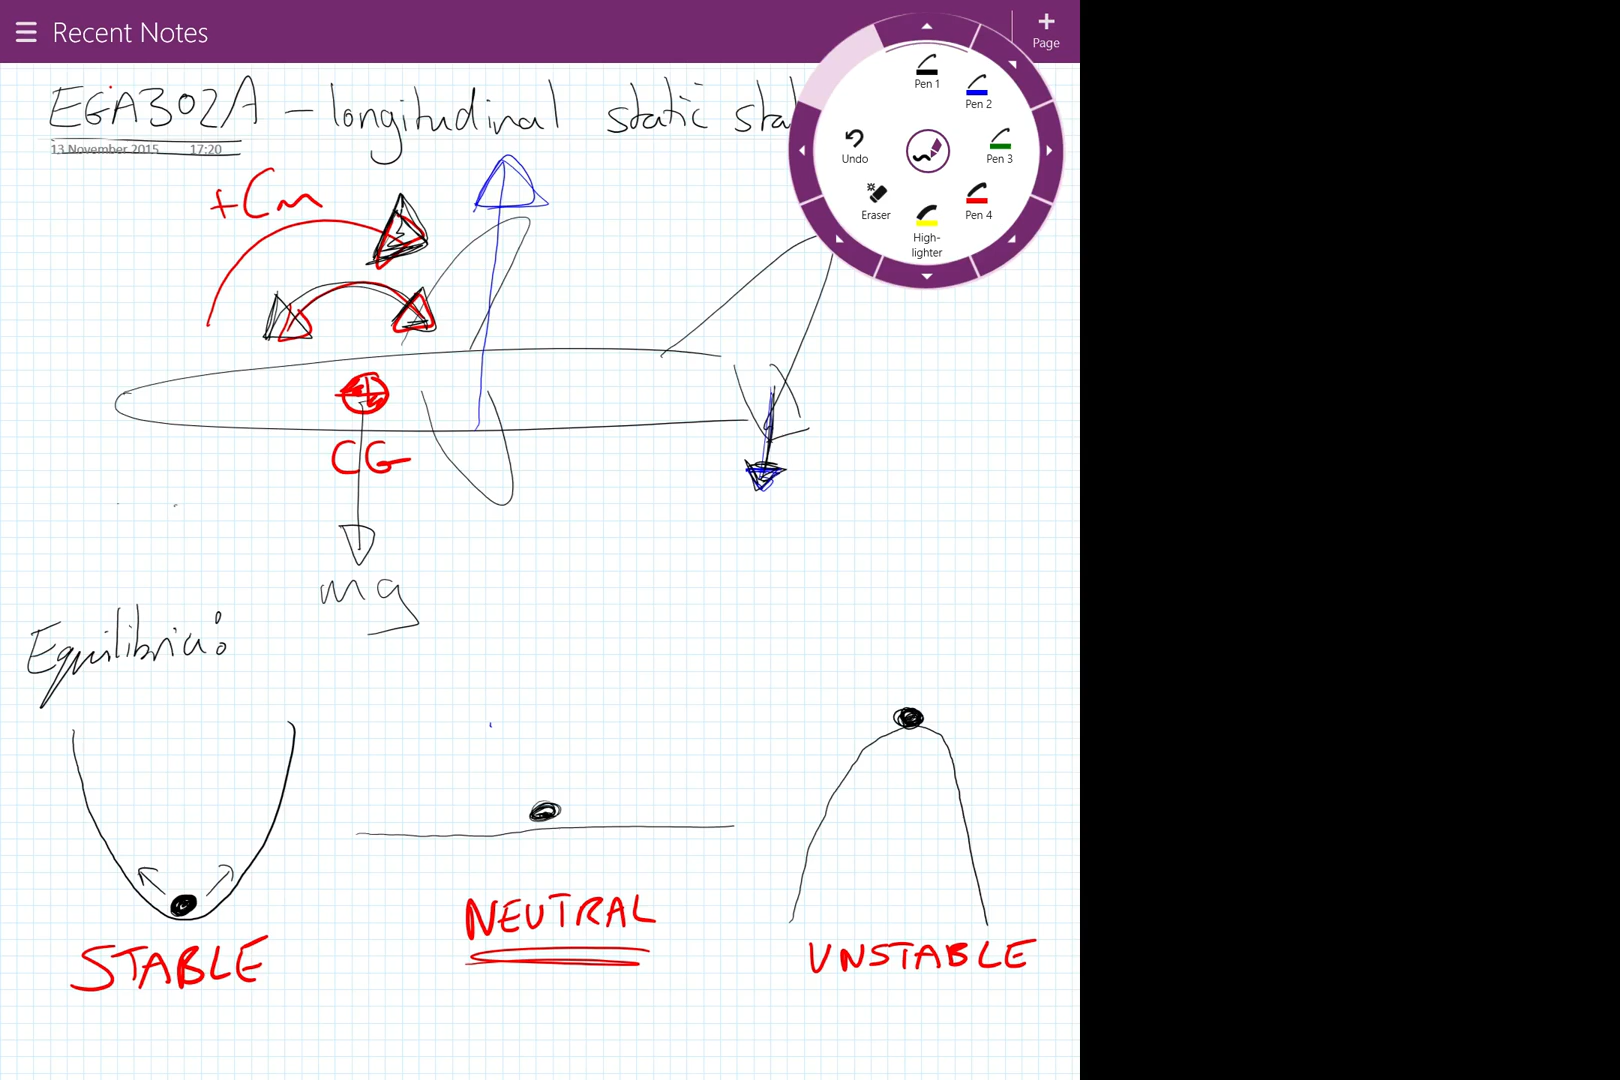 Recent Notes
Page
EGA302A - longitudinal static sta
13 November 2015 17:20
Pen 1
Pen 2
Pen 3
Pen 4
High-
lighter
Eraser
Undo
+Cm
CG
mg
Equilibria:
STABLE
NEUTRAL
UNSTABLE